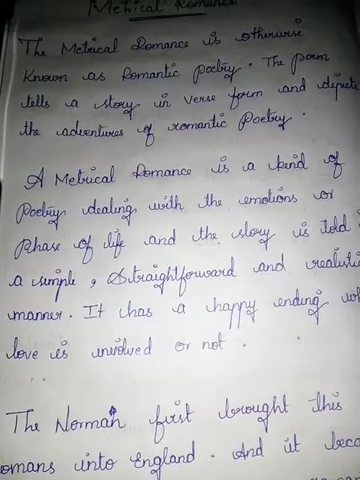 Metrical Romance
The Metrical Romance is otherwise
Known as Romantic Poetry. The poem
tells a story in verse form and depicts
the adventures of romantic Poetry.
A Metrical Romance is a kind of
Poetry dealing with the emotions or
Phase of life and the story is told
a simple, Straightforward and realistic
manner. It has a happy ending wh
love is involved or not.
The Norman first brought this
omans into England. And it beca